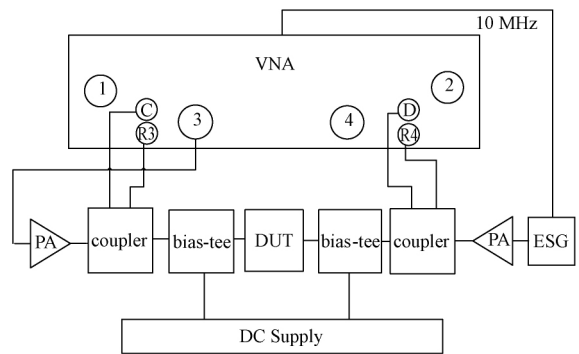 10 MHz
VNA
1
2
C
D
3
4
R3
R4
PA
coupler
bias-tee
DUT
bias-tee
coupler
PA
ESG
DC Supply